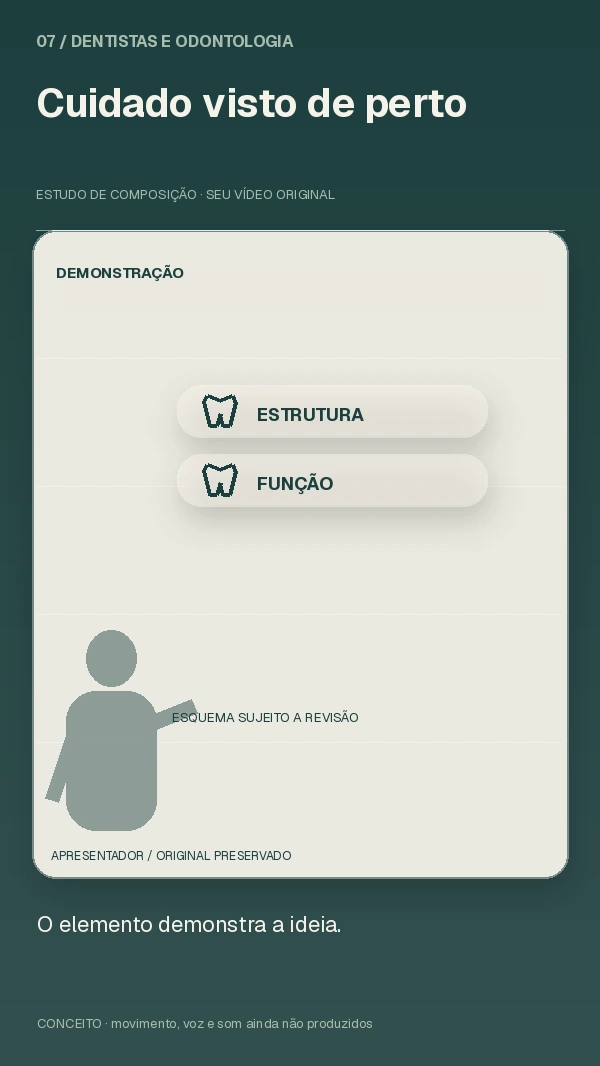 07 / DENTISTAS E ODONTOLOGIA
Cuidado visto de perto
ESTUDO DE COMPOSIÇÃO · SEU VÍDEO ORIGINAL
DEMONSTRAÇÃO
ESTRUTURA
FUNÇÃO
ESQUEMA SUJEITO A REVISÃO
APRESENTADOR / ORIGINAL PRESERVADO
O elemento demonstra a ideia.
CONCEITO · movimento, voz e som ainda não produzidos